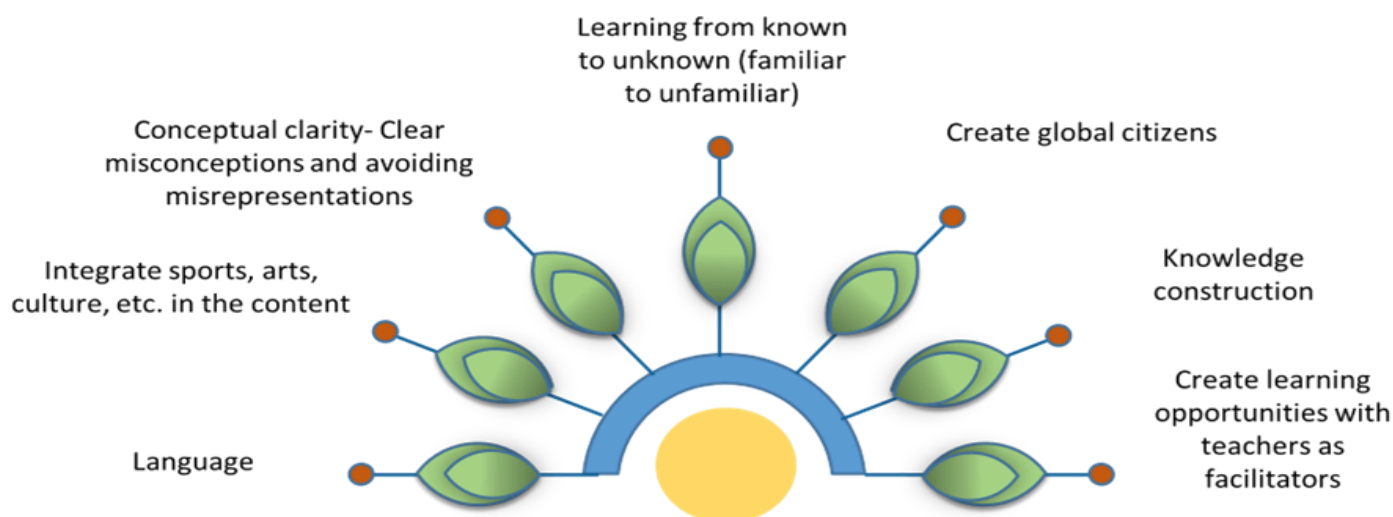 Learning from known
to unknown (familiar
to unfamiliar)
Conceptual clarity- Clear
misconceptions and avoiding
misrepresentations
Create global citizens
Integrate sports, arts,
culture, etc. in the content
Knowledge
construction
Language
Create learning
opportunities with
teachers as
facilitators